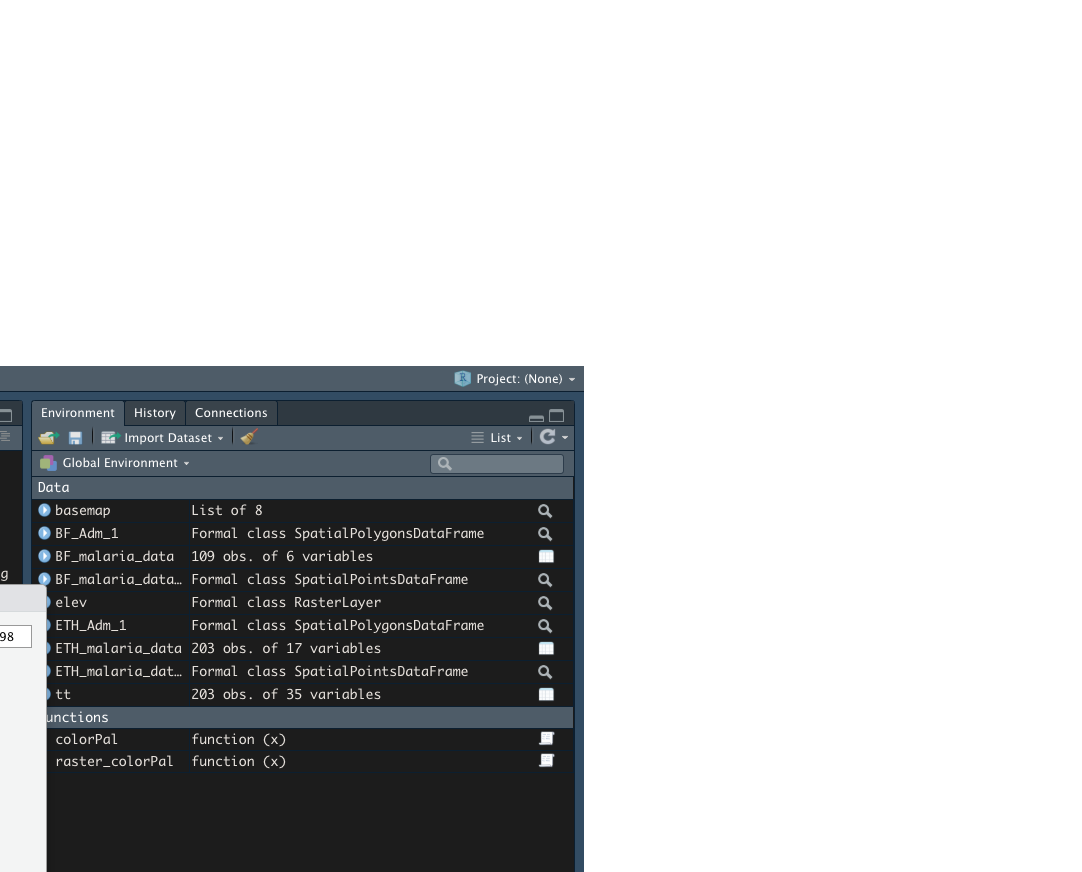 Project: (None)
Environment History Connections
Import Dataset List
Global Environment
Data
basemap List of 8
BF_Adm_1 Formal class SpatialPolygonsDataFrame
BF_malaria_data 109 obs. of 6 variables
g BF_malaria_data… Formal class SpatialPointsDataFrame
elev Formal class RasterLayer
ETH_Adm_1 Formal class SpatialPolygonsDataFrame
98 ETH_malaria_data 203 obs. of 17 variables
ETH_malaria_dat… Formal class SpatialPointsDataFrame
tt 203 obs. of 35 variables
unctions
colorPal function (x)
raster_colorPal function (x)